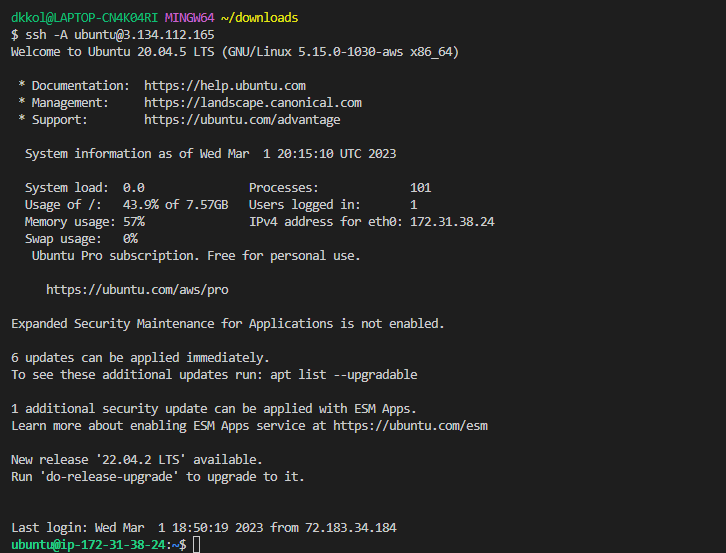 dkkol@LAPTOP-CN4K04RI MINGW64 ~/downloads
$ ssh -A ubuntu@3.134.112.165
Welcome to Ubuntu 20.04.5 LTS (GNU/Linux 5.15.0-1030-aws x86_64)
* Documentation:  https://help.ubuntu.com
* Management:     https://landscape.canonical.com
* Support:        https://ubuntu.com/advantage
System information as of Wed Mar  1 20:15:10 UTC 2023
System load:  0.0               Processes:             101
Usage of /:   43.9% of 7.57GB   Users logged in:       1
Memory usage: 57%               IPv4 address for eth0: 172.31.38.24
Swap usage:   0%
Ubuntu Pro subscription. Free for personal use.
https://ubuntu.com/aws/pro
Expanded Security Maintenance for Applications is not enabled.
6 updates can be applied immediately.
To see these additional updates run: apt list --upgradable
1 additional security update can be applied with ESM Apps.
Learn more about enabling ESM Apps service at https://ubuntu.com/esm
New release '22.04.2 LTS' available.
Run 'do-release-upgrade' to upgrade to it.
Last login: Wed Mar  1 18:50:19 2023 from 72.183.34.184
ubuntu@ip-172-31-38-24:~$